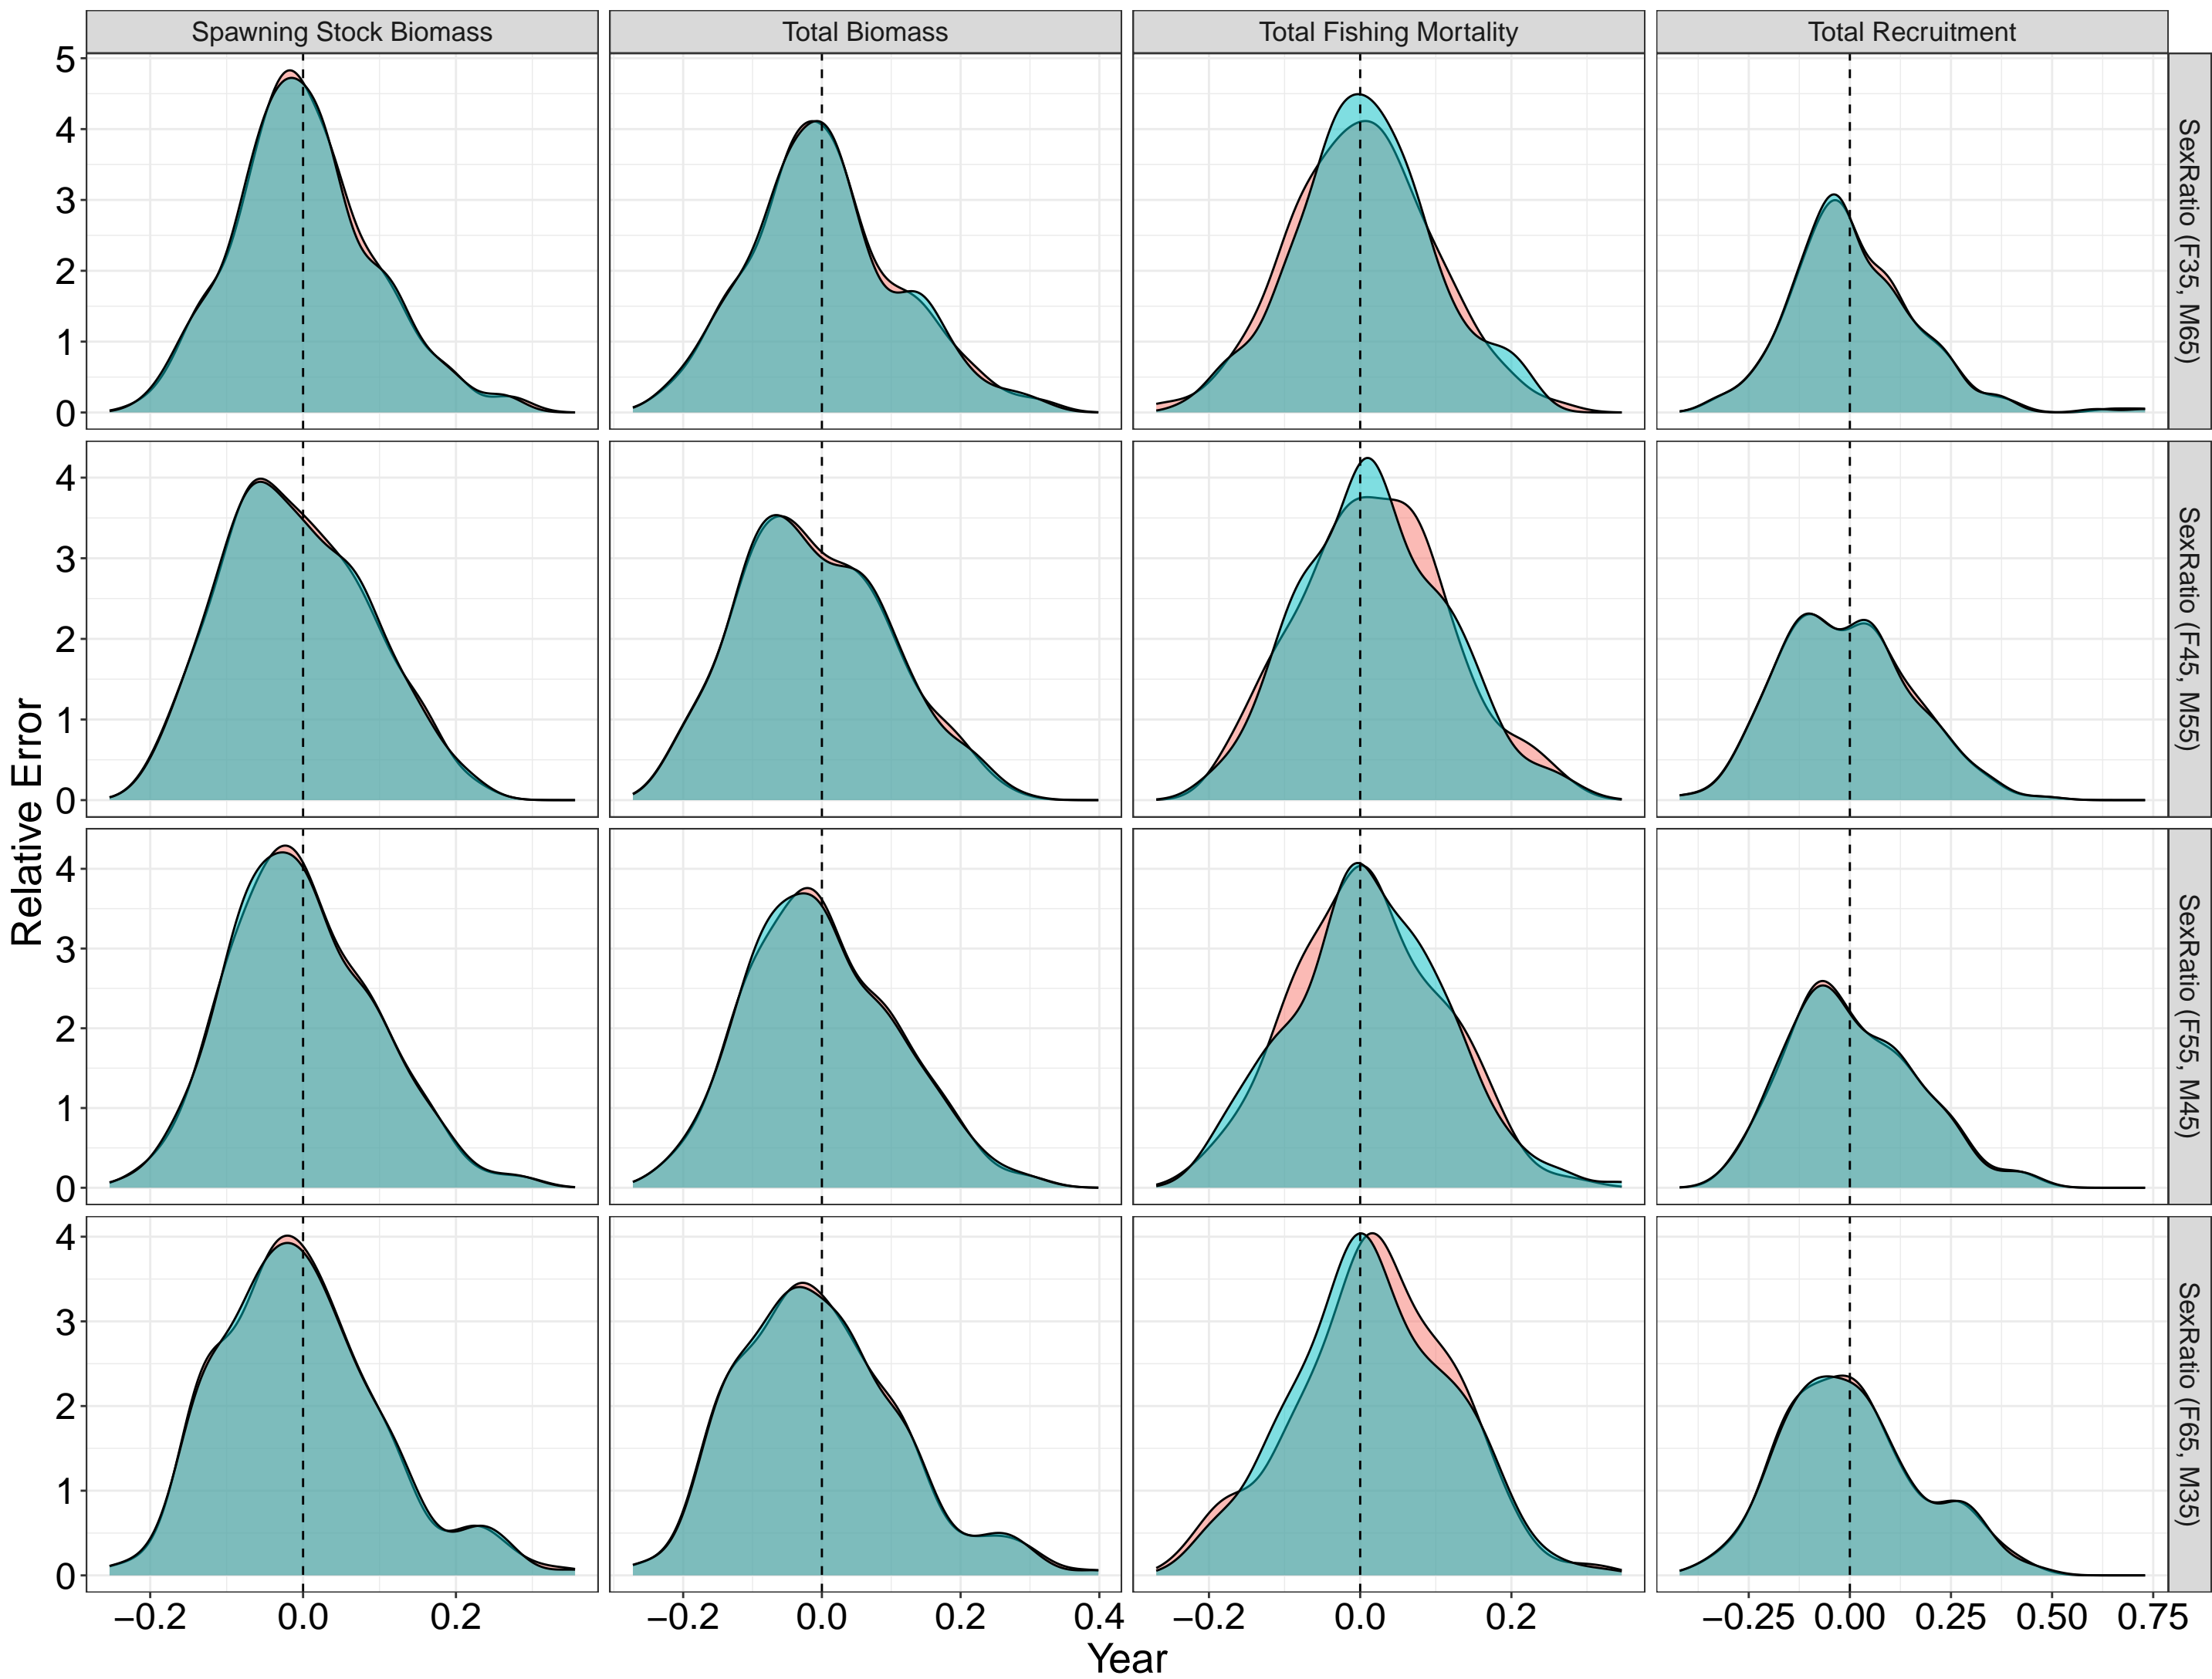 Spawning Stock Biomass
Total Biomass
Total Fishing Mortality
Total Recruitment
5
4
3
2
1
0
SexRatio (F35, M65)
4
3
2
1
0
SexRatio (F45, M55)
Relative Error
4
3
2
1
0
SexRatio (F55, M45)
4
3
2
1
0
SexRatio (F65, M35)
−0.2 0.0 0.2
−0.2 0.0 0.2 0.4
−0.2 0.0 0.2
−0.25 0.00 0.25 0.50 0.75
Year